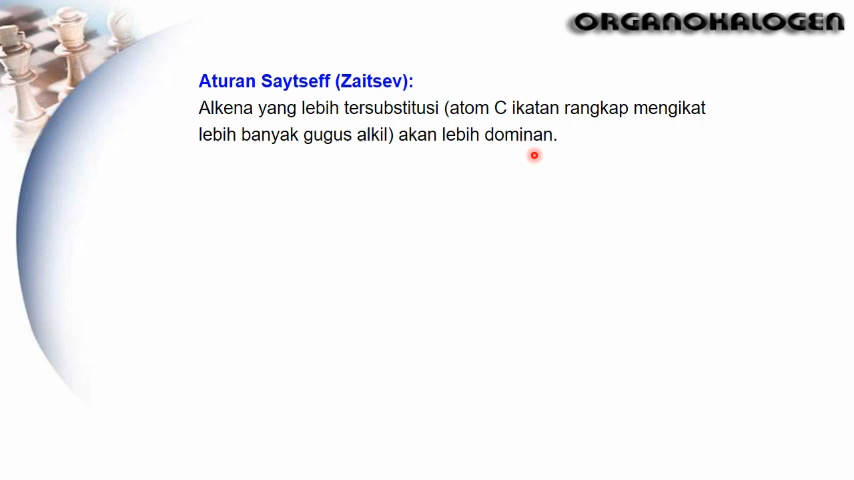 ORGANOHALOGEN
Aturan Saytseff (Zaitsev):
Alkena yang lebih tersubstitusi (atom C ikatan rangkap mengikat
lebih banyak gugus alkil) akan lebih dominan.